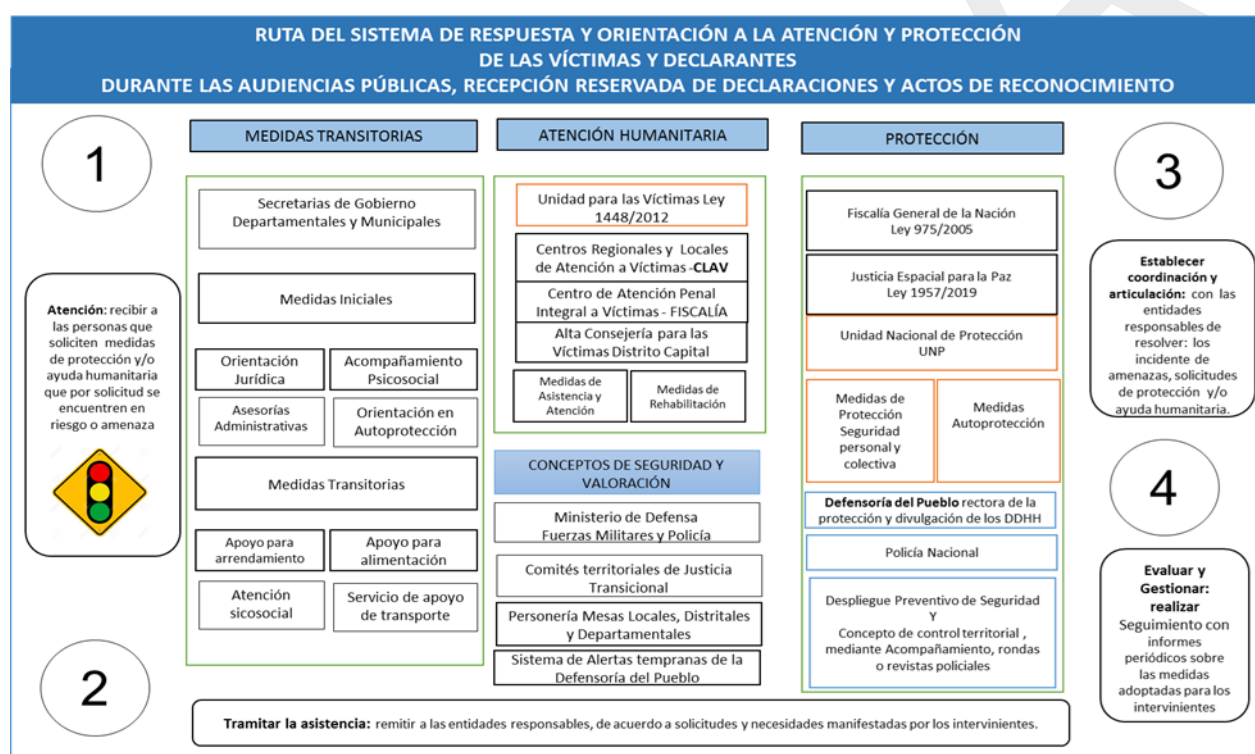 RUTA DEL SISTEMA DE RESPUESTA Y ORIENTACIÓN A LA ATENCIÓN Y PROTECCIÓN
DE LAS VÍCTIMAS Y DECLARANTES
DURANTE LAS AUDIENCIAS PÚBLICAS, RECEPCIÓN RESERVADA DE DECLARACIONES Y ACTOS DE RECONOCIMIENTO
1
Atención: recibir a
las personas que
soliciten medidas
de protección y/o
ayuda humanitaria
que por solicitud se
encuentren en
riesgo o amenaza
2
MEDIDAS TRANSITORIAS
Secretarias de Gobierno
Departamentales y Municipales
Medidas Iniciales
Orientación
Jurídica
Acompañamiento
Psicosocial
Asesorías
Administrativas
Orientación en
Autoprotección
Medidas Transitorias
Apoyo para
arrendamiento
Apoyo para
alimentación
Atención
sicosocial
Servicio de apoyo
de transporte
ATENCIÓN HUMANITARIA
Unidad para las Víctimas Ley
1448/2012
Centros Regionales y Locales
de Atención a Víctimas -CLAV
Centro de Atención Penal
Integral a Víctimas - FISCALÍA
Alta Consejería para las
Víctimas Distrito Capital
Medidas de
Asistencia y
Atención
Medidas de
Rehabilitación
CONCEPTOS DE SEGURIDAD Y
VALORACIÓN
Ministerio de Defensa
Fuerzas Militares y Policía
Comités territoriales de Justicia
Transicional
Personería Mesas Locales, Distritales
y Departamentales
Sistema de Alertas tempranas de la
Defensoría del Pueblo
PROTECCIÓN
Fiscalía General de la Nación
Ley 975/2005
Justicia Espacial para la Paz
Ley 1957/2019
Unidad Nacional de Protección
UNP
Medidas de
Protección
Seguridad
personal y
colectiva
Medidas
Autoprotección
Defensoría del Pueblo rectora de la
protección y divulgación de los DDHH
Policía Nacional
Despliegue Preventivo de Seguridad
Y
Concepto de control territorial ,
mediante Acompañamiento, rondas
o revistas policiales
3
Establecer
coordinación y
articulación: con las
entidades
responsables de
resolver: los
incidente de
amenazas, solicitudes
de protección y/o
ayuda humanitaria.
4
Evaluar y
Gestionar:
realizar
Seguimiento con
informes
periódicos sobre
las medidas
adoptadas para los
intervinientes
Tramitar la asistencia: remitir a las entidades responsables, de acuerdo a solicitudes y necesidades manifestadas por los intervinientes.